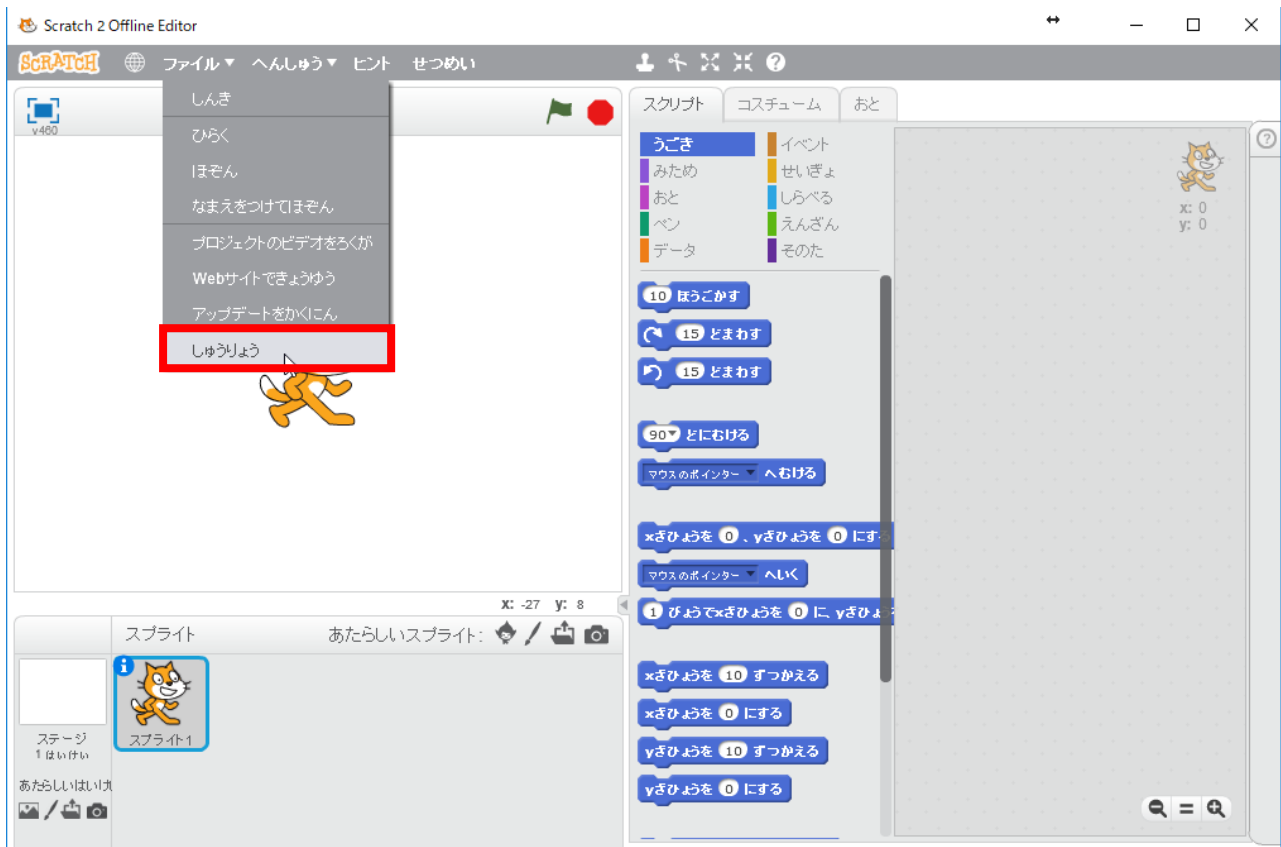 Scratch 2 Offline Editor
SCRATCH ファイル▼ へんしゅう▼ ヒント せつめい
しんき
ひらく
ほぞん
なまえをつけてほぞん
プロジェクトのビデオをろくが
Webサイトできょうゆう
アップデートをかくにん
しゅうりょう
v460
x: -27 y: 8
スプライト あたらしいスプライト:
ステージ
1 はいけい
あたらしいはいけ
スプライト1
スクリプト コスチューム おと
うごき イベント
みため せいぎょ
おと しらべる
ペン えんざん
データ そのた
10 ほうごかす
15 どまわす
15 どまわす
90▼ どにむける
マウスのポインター▼ へむける
xざひょうを 0 、yざひょうを 0 にする
マウスのポインター▼ へいく
1 びょうでxざひょうを 0 に、yざひょう
xざひょうを 10 ずつかえる
xざひょうを 0 にする
yざひょうを 10 ずつかえる
yざひょうを 0 にする
x: 0
y: 0